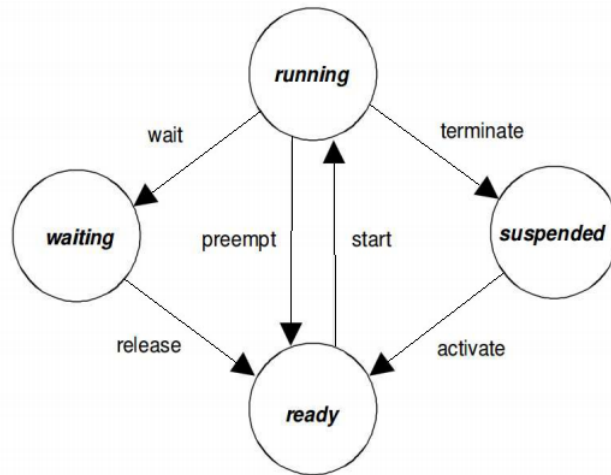 running
wait
terminate
waiting
preempt
start
suspended
release
activate
ready